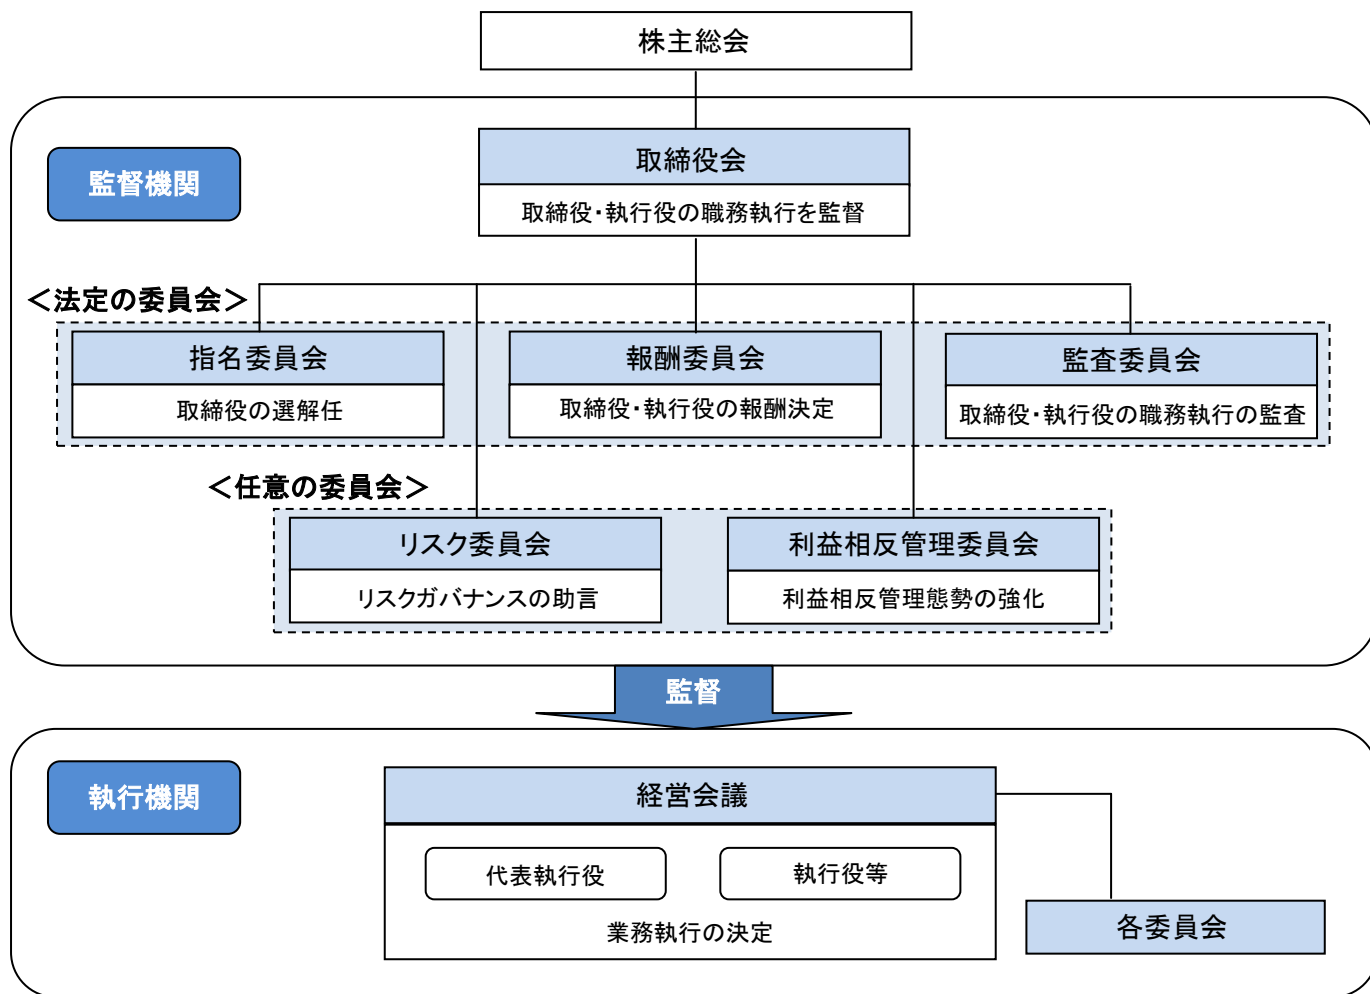 株主総会
監督機関
取締役会
取締役・執行役の職務執行を監督
＜法定の委員会＞
指名委員会
取締役の選解任
報酬委員会
取締役・執行役の報酬決定
監査委員会
取締役・執行役の職務執行の監査
＜任意の委員会＞
リスク委員会
リスクガバナンスの助言
利益相反管理委員会
利益相反管理態勢の強化
監督
執行機関
経営会議
代表執行役
執行役等
業務執行の決定
各委員会